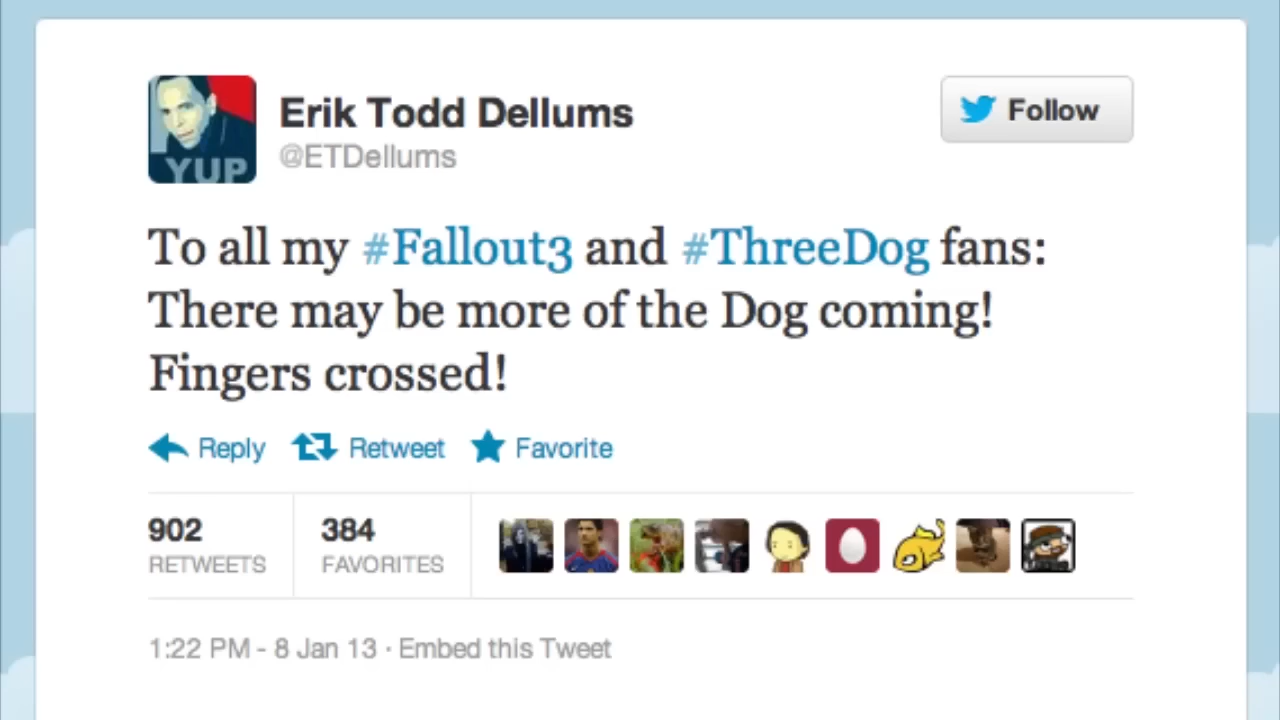 YUP
Erik Todd Dellums
@ETDellums
Follow
To all my #Fallout3 and #ThreeDog fans:
There may be more of the Dog coming!
Fingers crossed!
Reply Retweet Favorite
902 384
RETWEETS FAVORITES
1:22 PM - 8 Jan 13 · Embed this Tweet